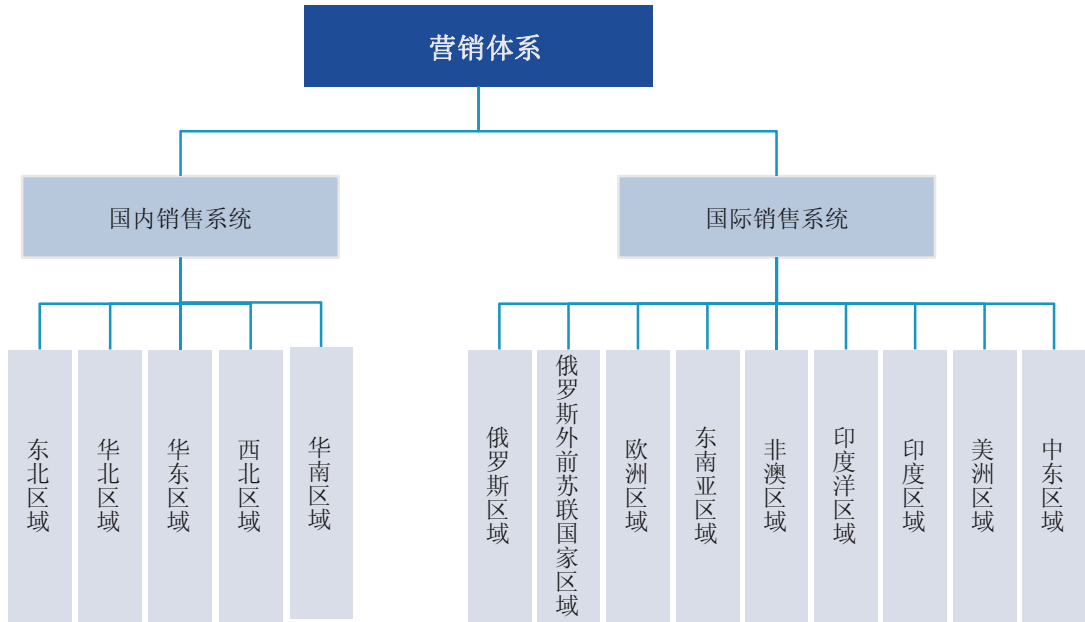 营销体系
国内销售系统
国际销售系统
东北区域
华北区域
华东区域
西北区域
华南区域
俄罗斯区域
俄罗斯外前苏联国家区域
欧洲区域
东南亚区域
非澳区域
印度洋区域
印度区域
美洲区域
中东区域